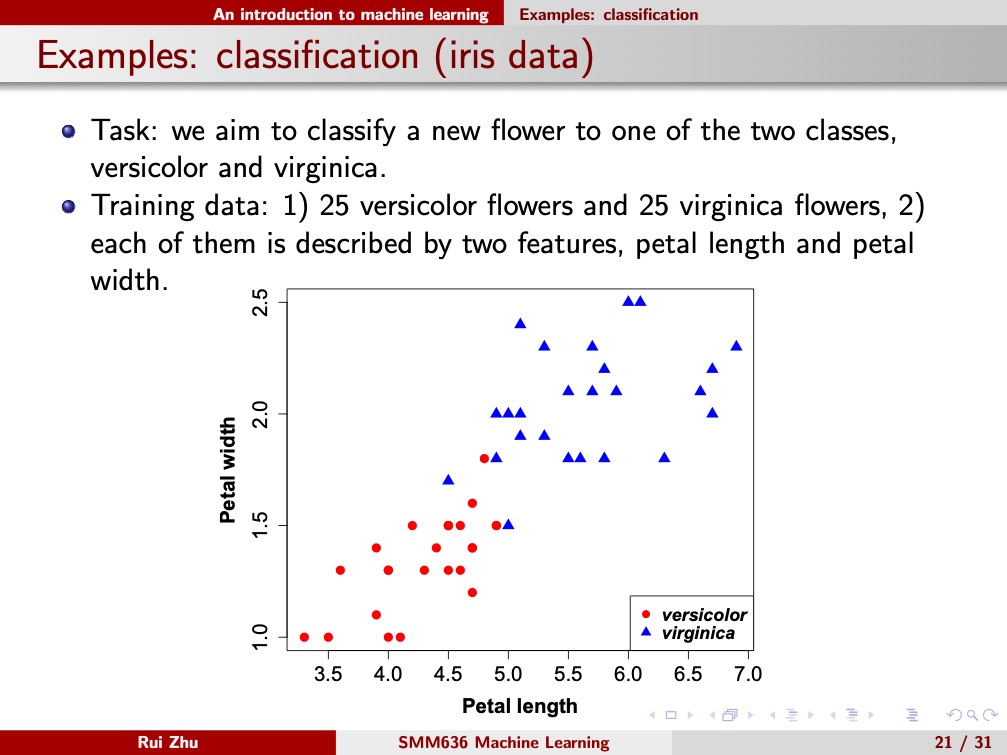 An introduction to machine learning Examples: classification
Examples: classification (iris data)
Task: we aim to classify a new flower to one of the two classes,
versicolor and virginica.
Training data: 1) 25 versicolor flowers and 25 virginica flowers, 2)
each of them is described by two features, petal length and petal
width.
2.5
2.0
1.5
1.0
Petal width
versicolor
virginica
3.5 4.0 4.5 5.0 5.5 6.0 6.5 7.0
Petal length
Rui Zhu SMM636 Machine Learning 21 / 31